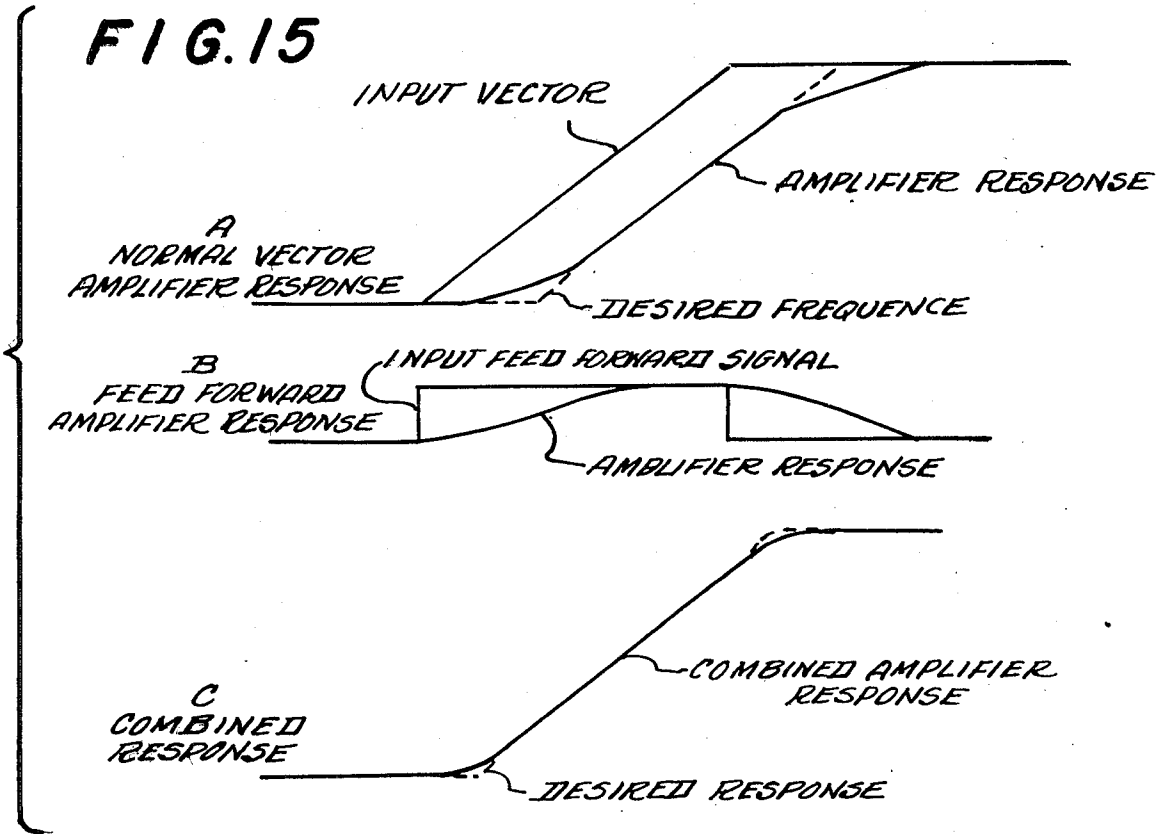 FIG.15
INPUT VECTOR
AMPLIFIER RESPONSE
A
NORMAL VECTOR
AMPLIFIER RESPONSE
DESIRED FREQUENCE
B
FEED FORWARD
AMPLIFIER RESPONSE
INPUT FEED FORWARD SIGNAL
AMBLIFIER RESPONSE
C
COMBINED
RESPONSE
COMBINED AMPLIFIER
RESPONSE
DESIRED RESPONSE